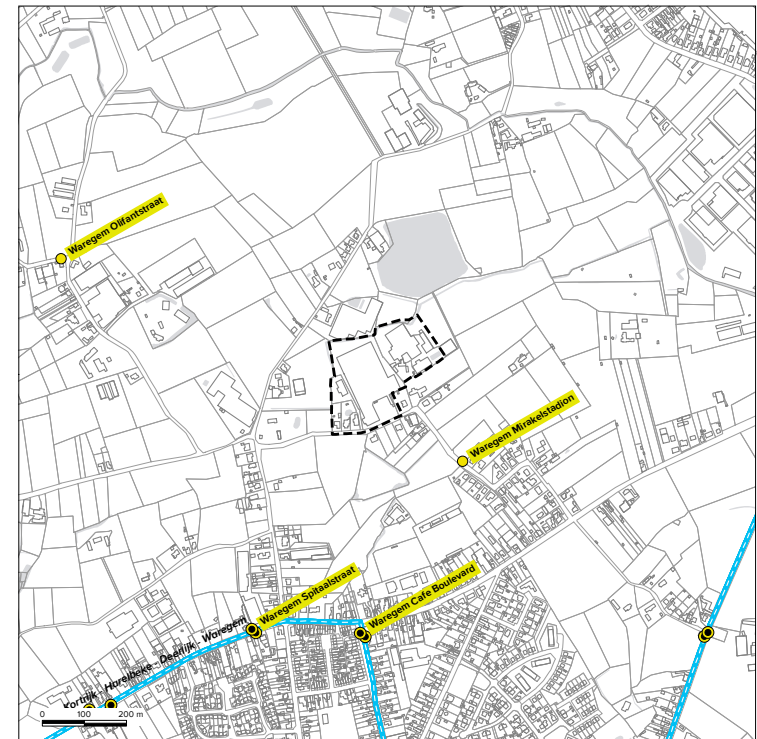 Waregem Olifantstraat
Waregem Mirakelstadion
Waregem Spitaalstraat
Waregem Cafe Boulevard
Kortrijk - Harelbeke - Deerlijk - Waregem
0 100 200 m